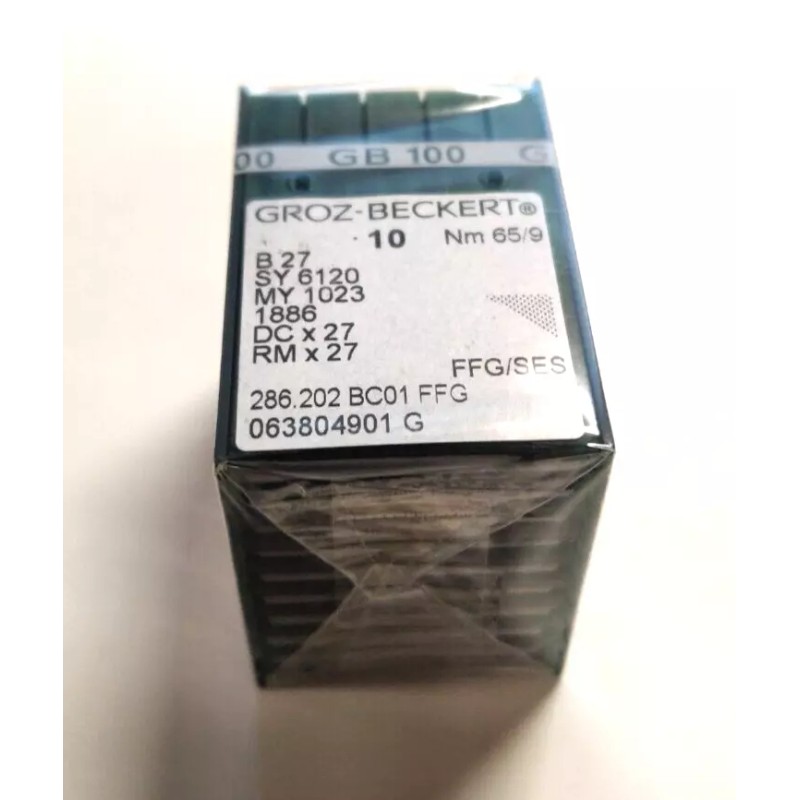 00 GB 100 G
GROZ-BECKERT®
10 Nm 65/9
B 27
SY 6120
MY 1023
1886
DC x 27
RM x 27
FFG/SES
286.202 BC01 FFG
063804901 G